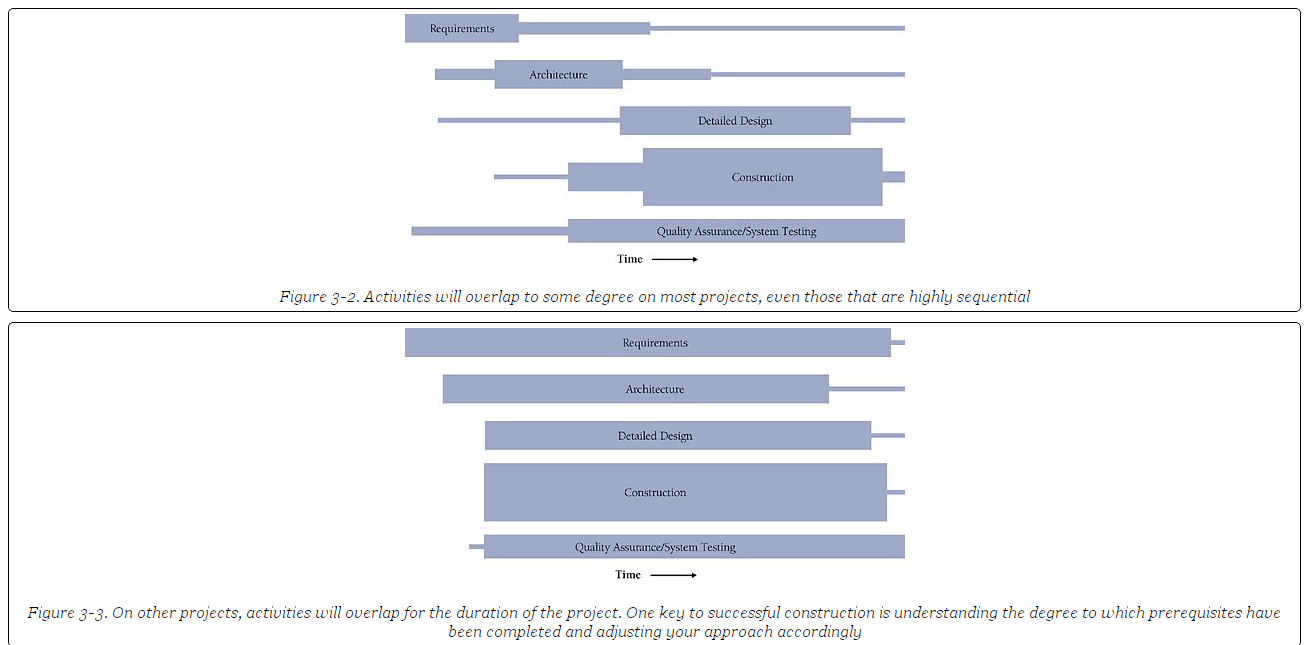 Requirements
Architecture
Detailed Design
Construction
Quality Assurance/System Testing
Time
Figure 3-2. Activities will overlap to some degree on most projects, even those that are highly sequential
Requirements
Architecture
Detailed Design
Construction
Quality Assurance/System Testing
Time
Figure 3-3. On other projects, activities will overlap for the duration of the project. One key to successful construction is understanding the degree to which prerequisites have
been completed and adjusting your approach accordingly